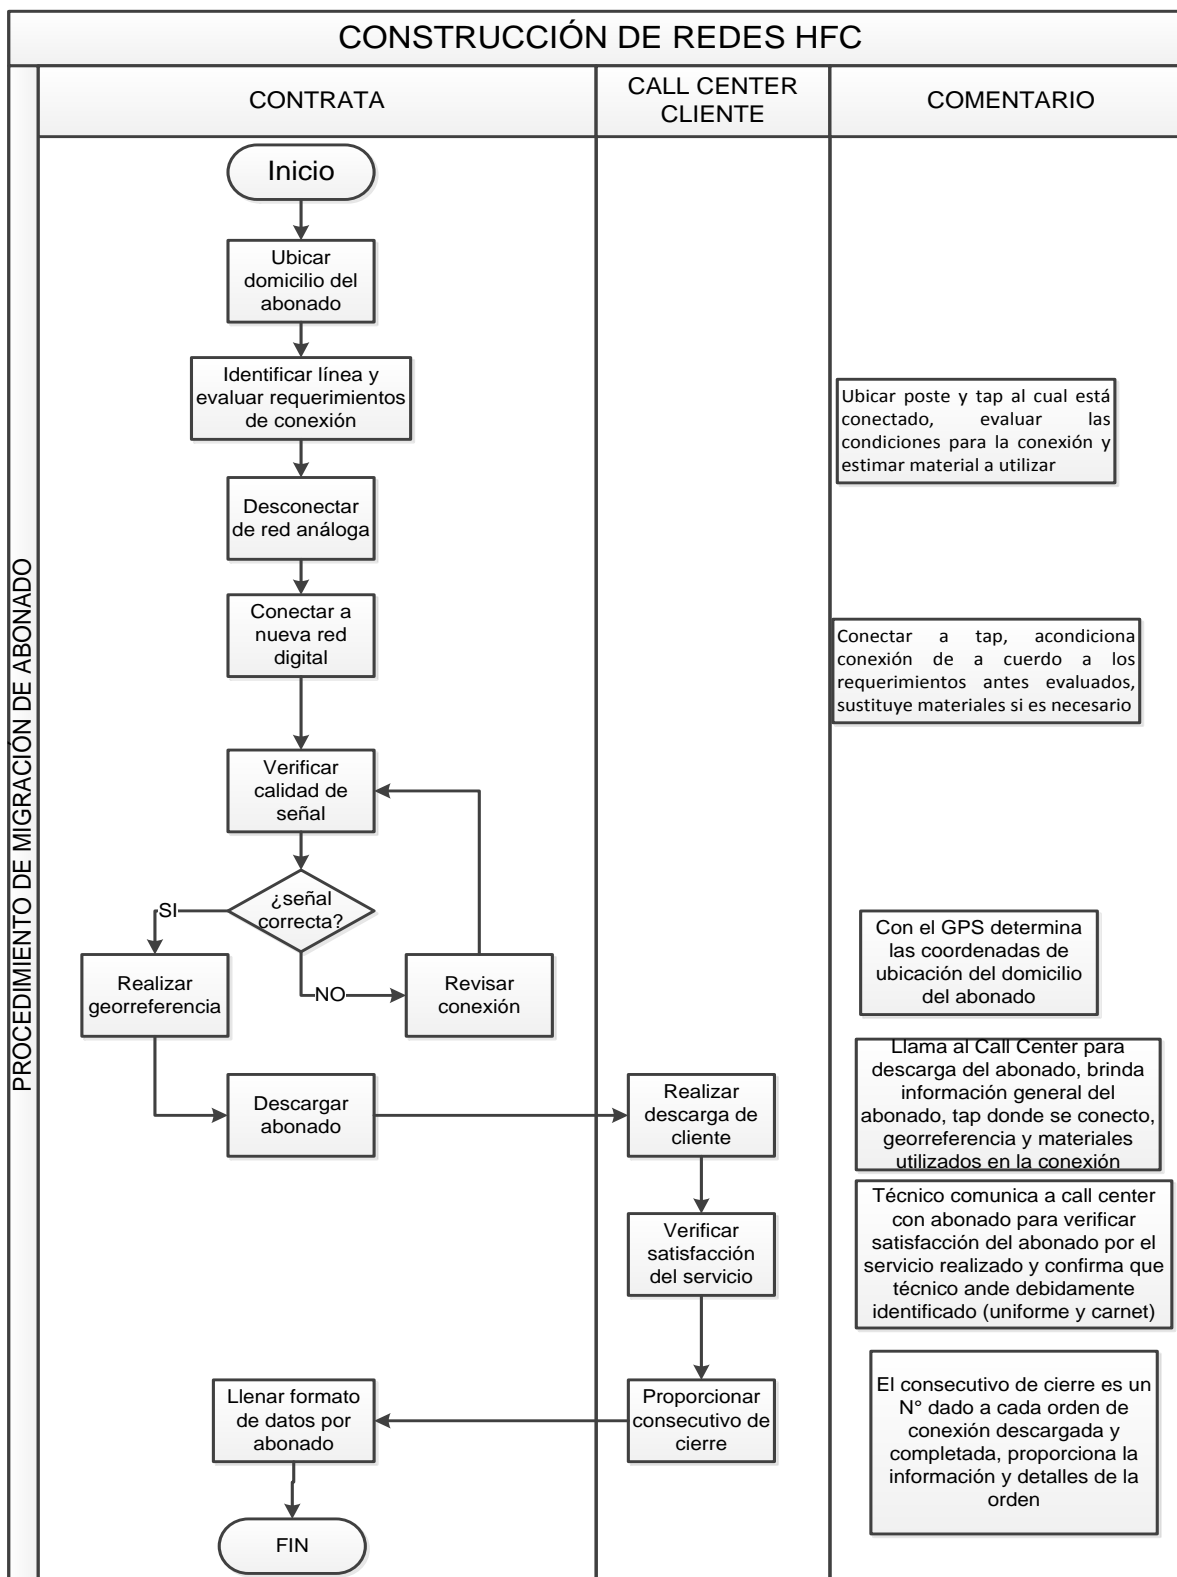 CONSTRUCCIÓN DE REDES HFC
CONTRATA
CALL CENTER
CLIENTE
COMENTARIO
PROCEDIMIENTO DE MIGRACIÓN DE ABONADO
Inicio
Ubicar
domicilio del
abonado
Identificar línea y
evaluar requerimientos
de conexión
Ubicar poste y tap al cual está
conectado, evaluar las
condiciones para la conexión y
estimar material a utilizar
Desconectar
de red análoga
Conectar a
nueva red
digital
Conectar a tap, acondiciona
conexión de a cuerdo a los
requerimientos antes evaluados,
sustituye materiales si es necesario
Verificar
calidad de
señal
¿señal
correcta?
SI
NO
Realizar
georreferencia
Revisar
conexión
Con el GPS determina
las coordenadas de
ubicación del domicilio
del abonado
Descargar
abonado
Realizar
descarga de
cliente
Llama al Call Center para
descarga del abonado, brinda
información general del
abonado, tap donde se conecto,
georreferencia y materiales
utilizados en la conexión
Verificar
satisfacción
del servicio
Técnico comunica a call center
con abonado para verificar
satisfacción del abonado por el
servicio realizado y confirma que
técnico ande debidamente
identificado (uniforme y carnet)
Llenar formato
de datos por
abonado
Proporcionar
consecutivo de
cierre
El consecutivo de cierre es un
N° dado a cada orden de
conexión descargada y
completada, proporciona la
información y detalles de la
orden
FIN